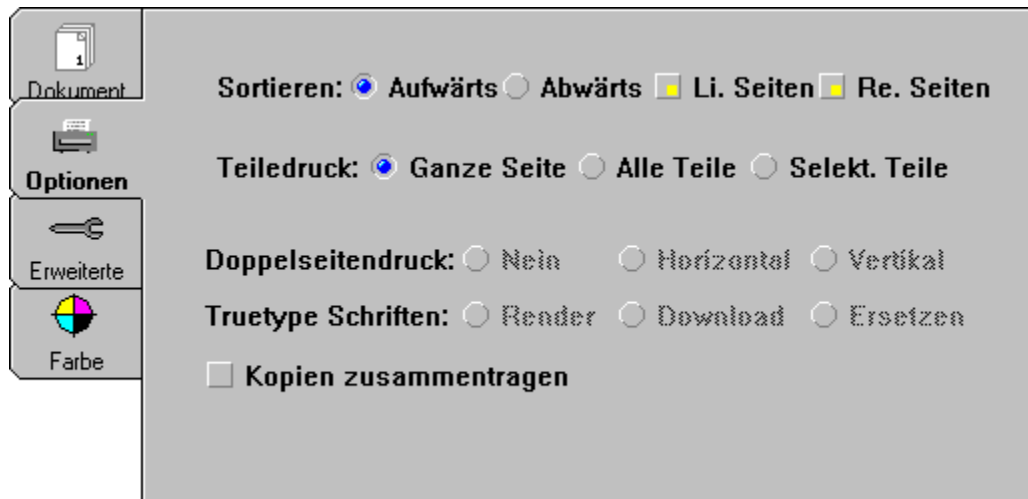 1
Dokument
Optionen
Erweiterte
Farbe
Sortieren: Aufwärts Abwärts Li. Seiten Re. Seiten
Teiledruck: Ganze Seite Alle Teile Selekt. Teile
Doppelseitendruck: Nein Horizontal Vertikal
Truetype Schriften: Render Download Ersetzen
Kopien zusammentragen